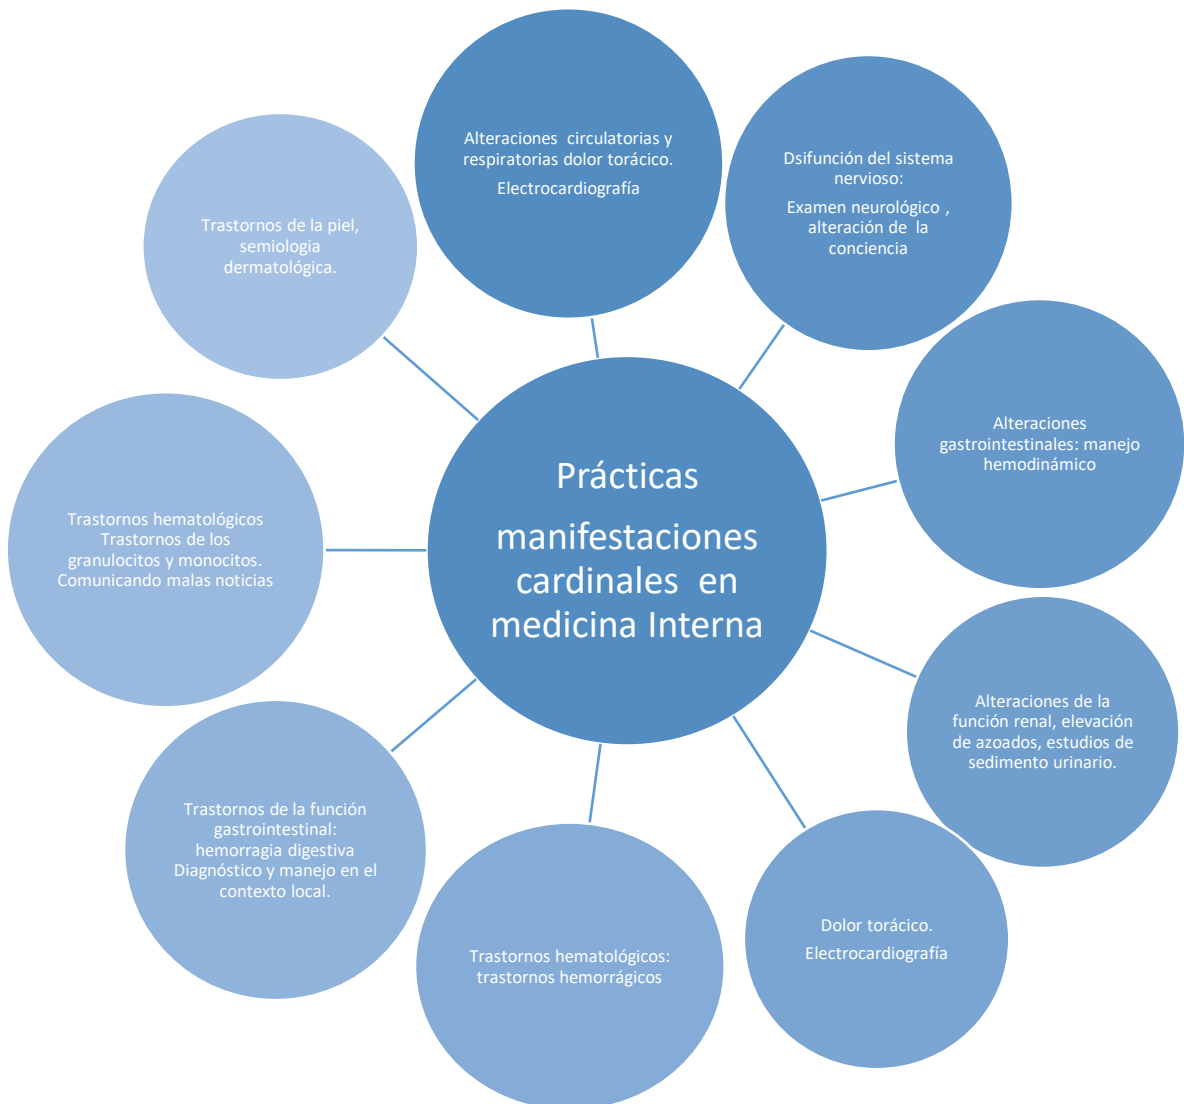 Alteraciones circulatorias y
respiratorias dolor torácico.
Electrocardiografía
Dsifunción del sistema
nervioso:
Examen neurológico ,
alteración de la
conciencia
Alteraciones
gastrointestinales: manejo
hemodinámico
Alteraciones de la
función renal, elevación
de azoados, estudios de
sedimento urinario.
Dolor torácico.
Electrocardiografía
Trastornos hematológicos:
trastornos hemorrágicos
Trastornos de la función
gastrointestinal:
hemorragia digestiva
Diagnóstico y manejo en el
contexto local.
Trastornos hematológicos
Trastornos de los
granulocitos y monocitos.
Comunicando malas noticias
Trastornos de la piel,
semiologia
dermatológica.
Prácticas
manifestaciones
cardinales en
medicina Interna